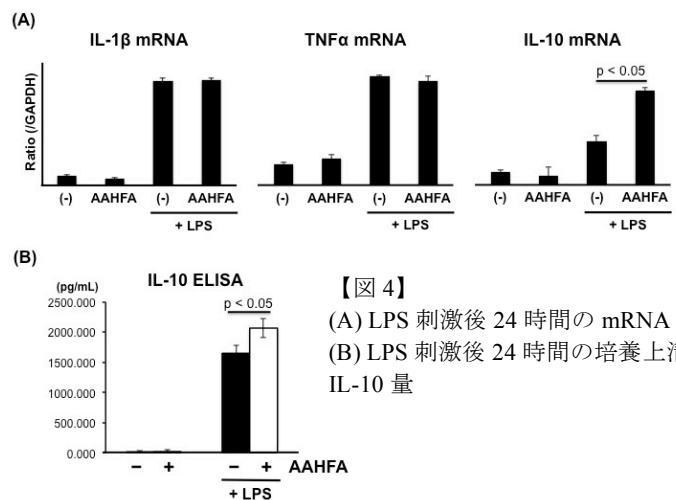 (A)
IL-1β mRNA
TNFα mRNA
IL-10 mRNA
p < 0.05
Ratio (/GAPDH)
(-) AAHFA (-) AAHFA
+ LPS
(-) AAHFA (-) AAHFA
+ LPS
(-) AAHFA (-) AAHFA
+ LPS
(B)
(pg/mL)
IL-10 ELISA
p < 0.05
2500.000
2000.000
1500.000
1000.000
500.000
0.000
− + − + AAHFA
+ LPS
【図 4】
(A) LPS 刺激後 24 時間の mRNA
(B) LPS 刺激後 24 時間の培養上清
IL-10 量